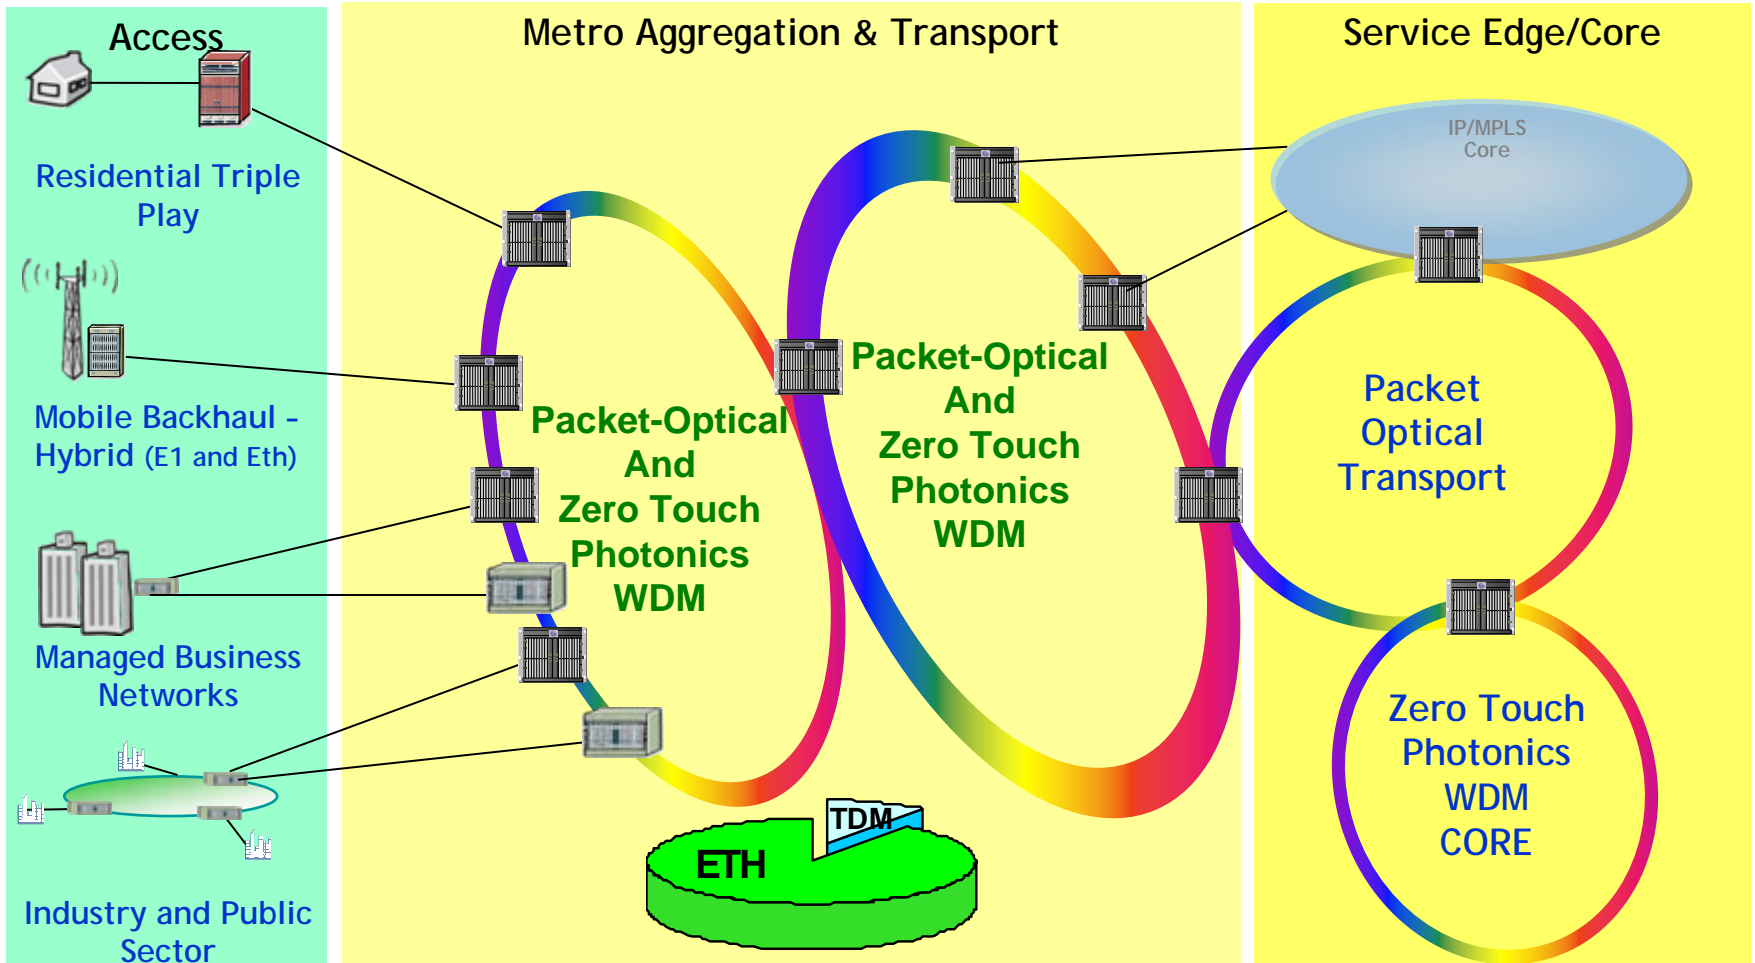 Access
Residential Triple
Play
Mobile Backhaul –
Hybrid (E1 and Eth)
Managed Business
Networks
Industry and Public
Sector
Metro Aggregation & Transport
Packet-Optical
And
Zero Touch
Photonics
WDM
Packet-Optical
And
Zero Touch
Photonics
WDM
TDM
ETH
Service Edge/Core
IP/MPLS
Core
Packet
Optical
Transport
Zero Touch
Photonics
WDM
CORE